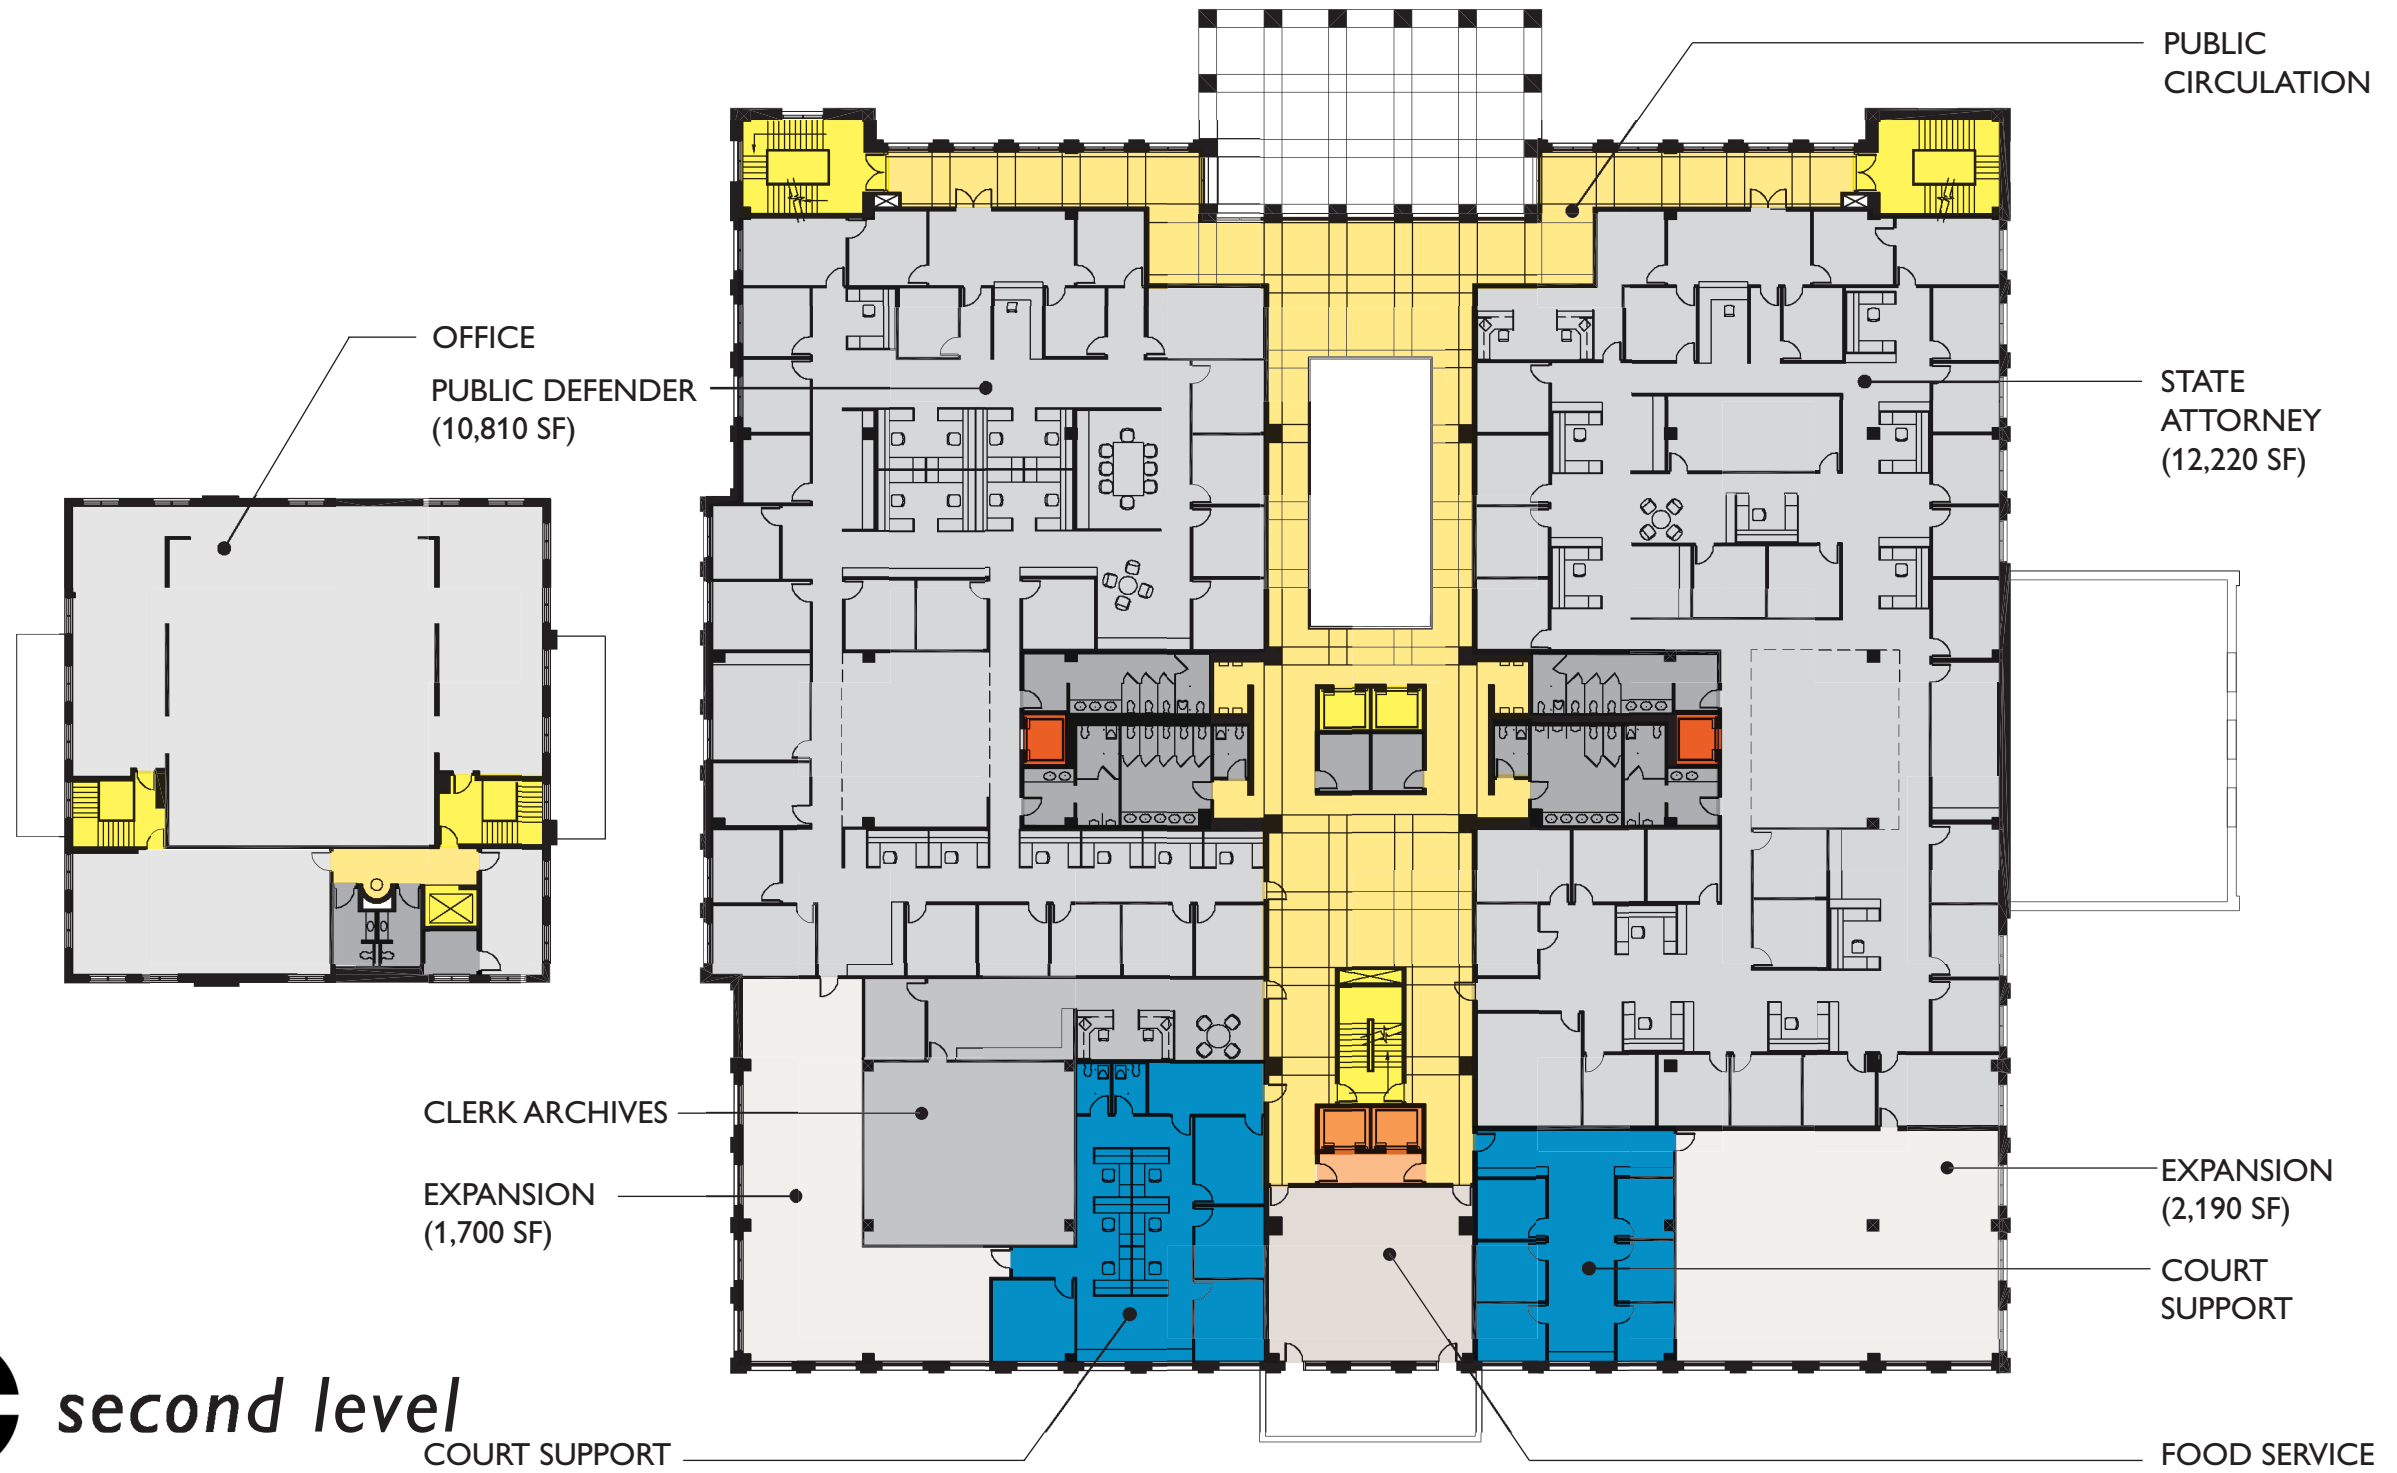 PUBLIC
CIRCULATION
OFFICE
PUBLIC DEFENDER
(10,810 SF)
STATE
ATTORNEY
(12,220 SF)
CLERK ARCHIVES
EXPANSION
(1,700 SF)
EXPANSION
(2,190 SF)
COURT
SUPPORT
second level
COURT SUPPORT
FOOD SERVICE